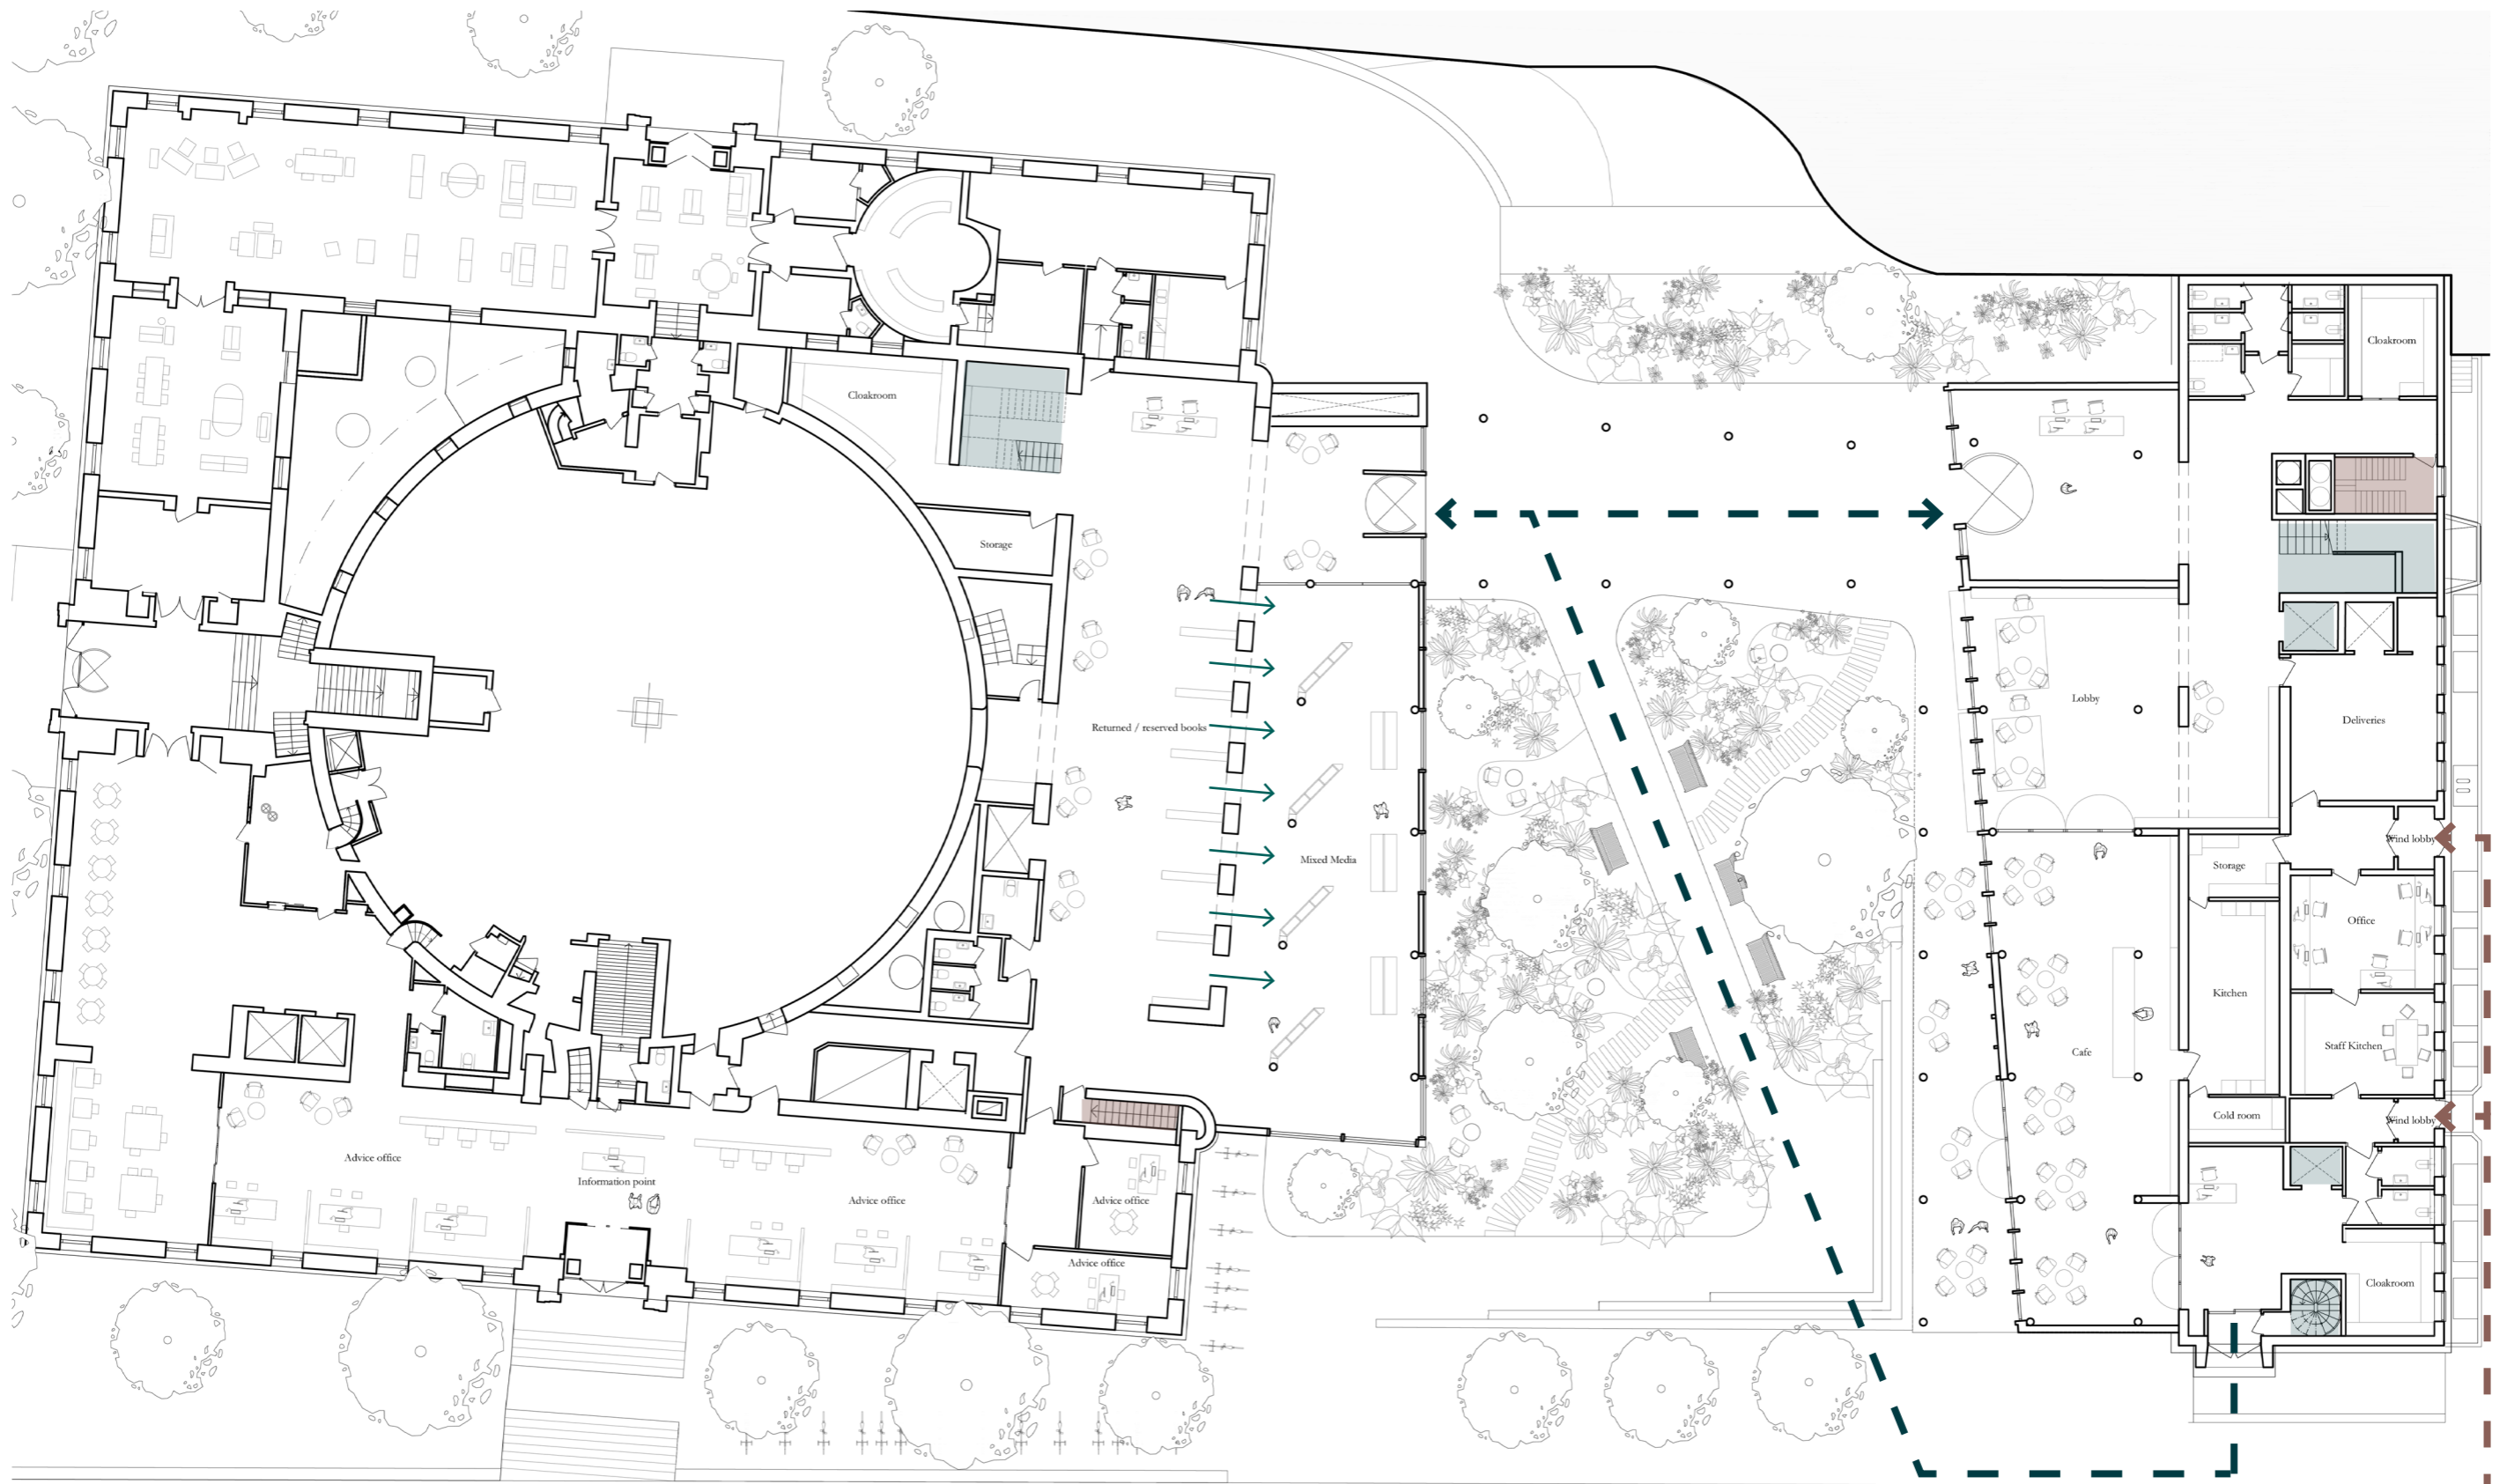 Cloakroom
Cloakroom
Storage
Lobby
Returned / reserved books
Deliveries
Wind lobby
Mixed Media
Storage
Office
Kitchen
Staff Kitchen
Cafe
Cold room
Wind lobby
Advice office
Information point
Advice office
Advice office
Advice office
Cloakroom